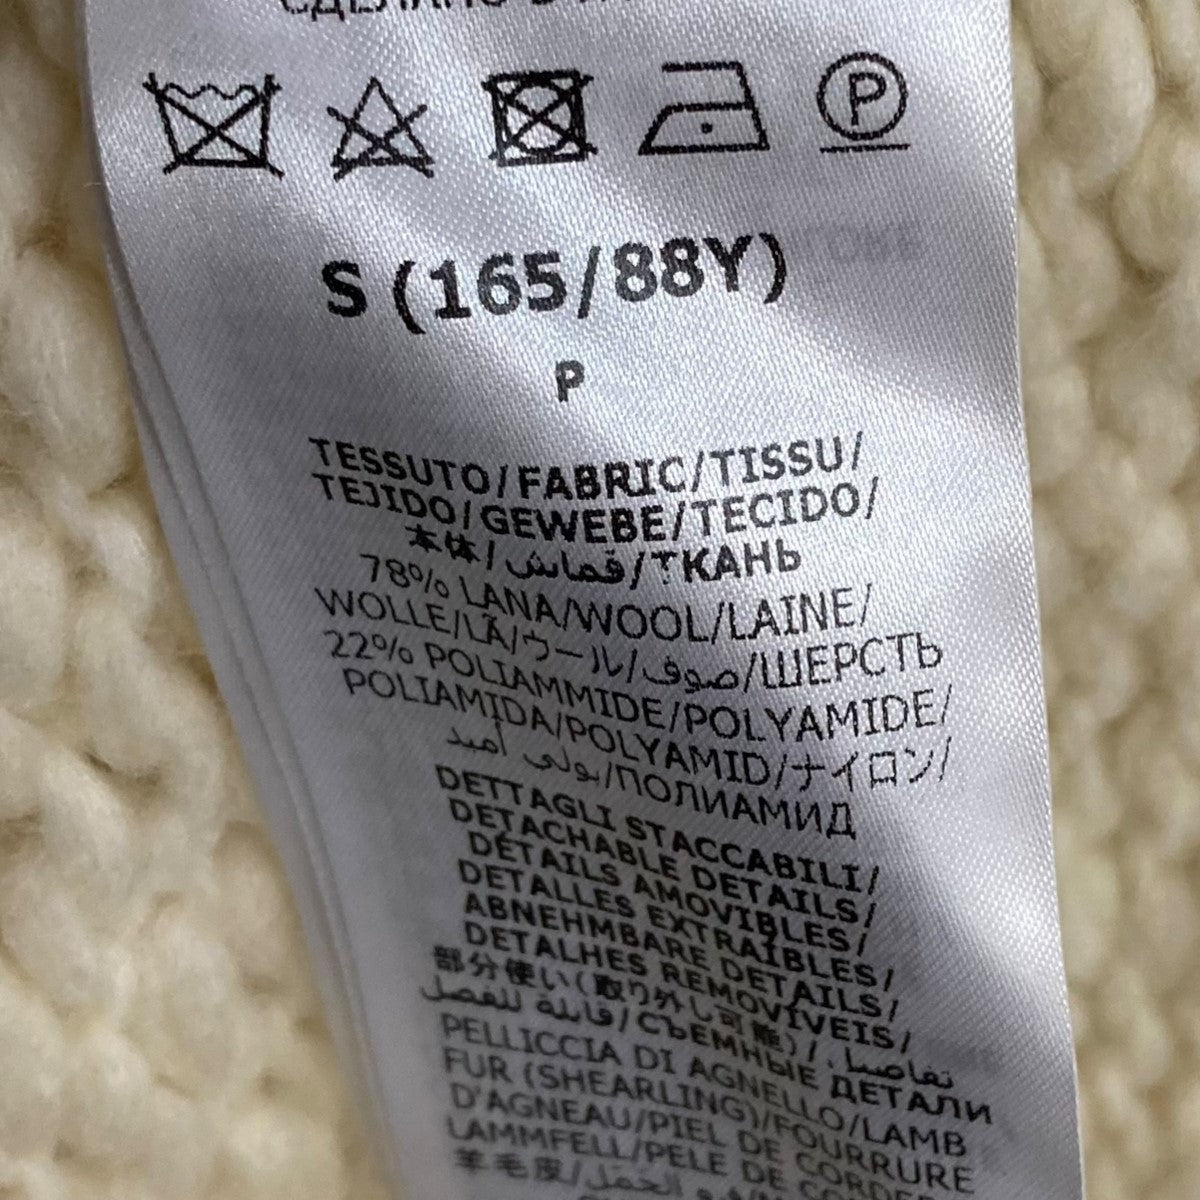 S (165/88Y)
P
TESSUTO/FABRIC/TISSU/
TEJIDO/GEWEBE/TECIDO/
本体/قماش/ТКАНЬ
78% LANA/WOOL/LAINE/
WOLLE/LÃ/ウール/صوف/ШЕРСТЬ
22% POLIAMMIDE/POLYAMIDE/
POLIAMIDA/POLYAMID/ナイロン/
بولي أميد/ПОЛИАМИД
DETTAGLI STACCABILI/
DETACHABLE DETAILS/
DÉTAILS AMOVIBLES/
DETALLES EXTRAÍBLES/
ABNEHMBARE DETAILS/
DETALHES REMOVÍVEIS/
部分使い(取り外し可能)/تفاصيل
قابلة للفصل/СЪЕМНЫЕ ДЕТАЛИ
PELLICCIA DI AGNELLO/LAMB
FUR (SHEARLING)/FOURRURE
D'AGNEAU/PIEL DE
LAMMFELL/PELE DE
羊毛皮/